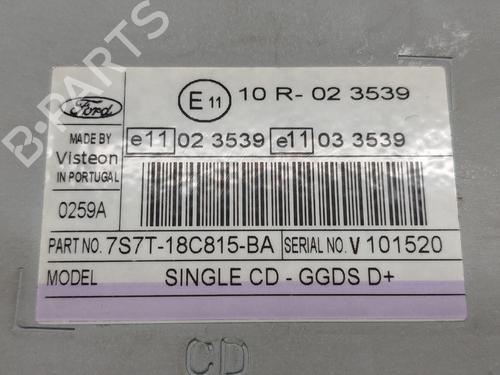 B-PARTS
Ford
E 11 10 R- 02 3539
MADE BY
Visteon
IN PORTUGAL
e11 02 3539 e11 03 3539
0259A
PART NO. 7S7T-18C815-BA SERIAL NO. V 101520
MODEL SINGLE CD - GGDS D+
CD